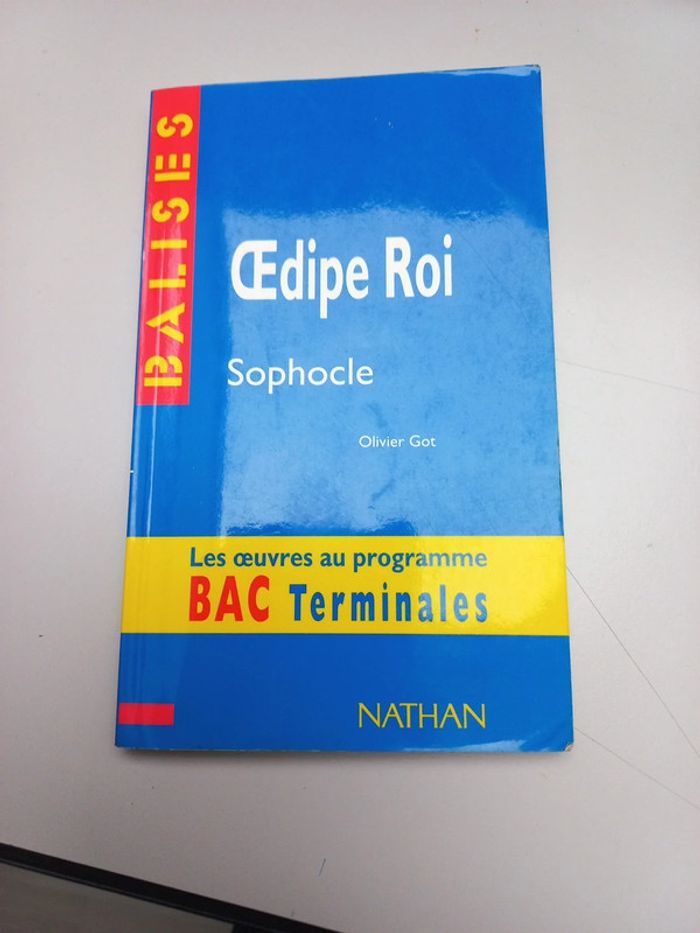 BALISES
Œdipe Roi
Sophocle
Olivier Got
Les œuvres au programme
BAC Terminales
NATHAN